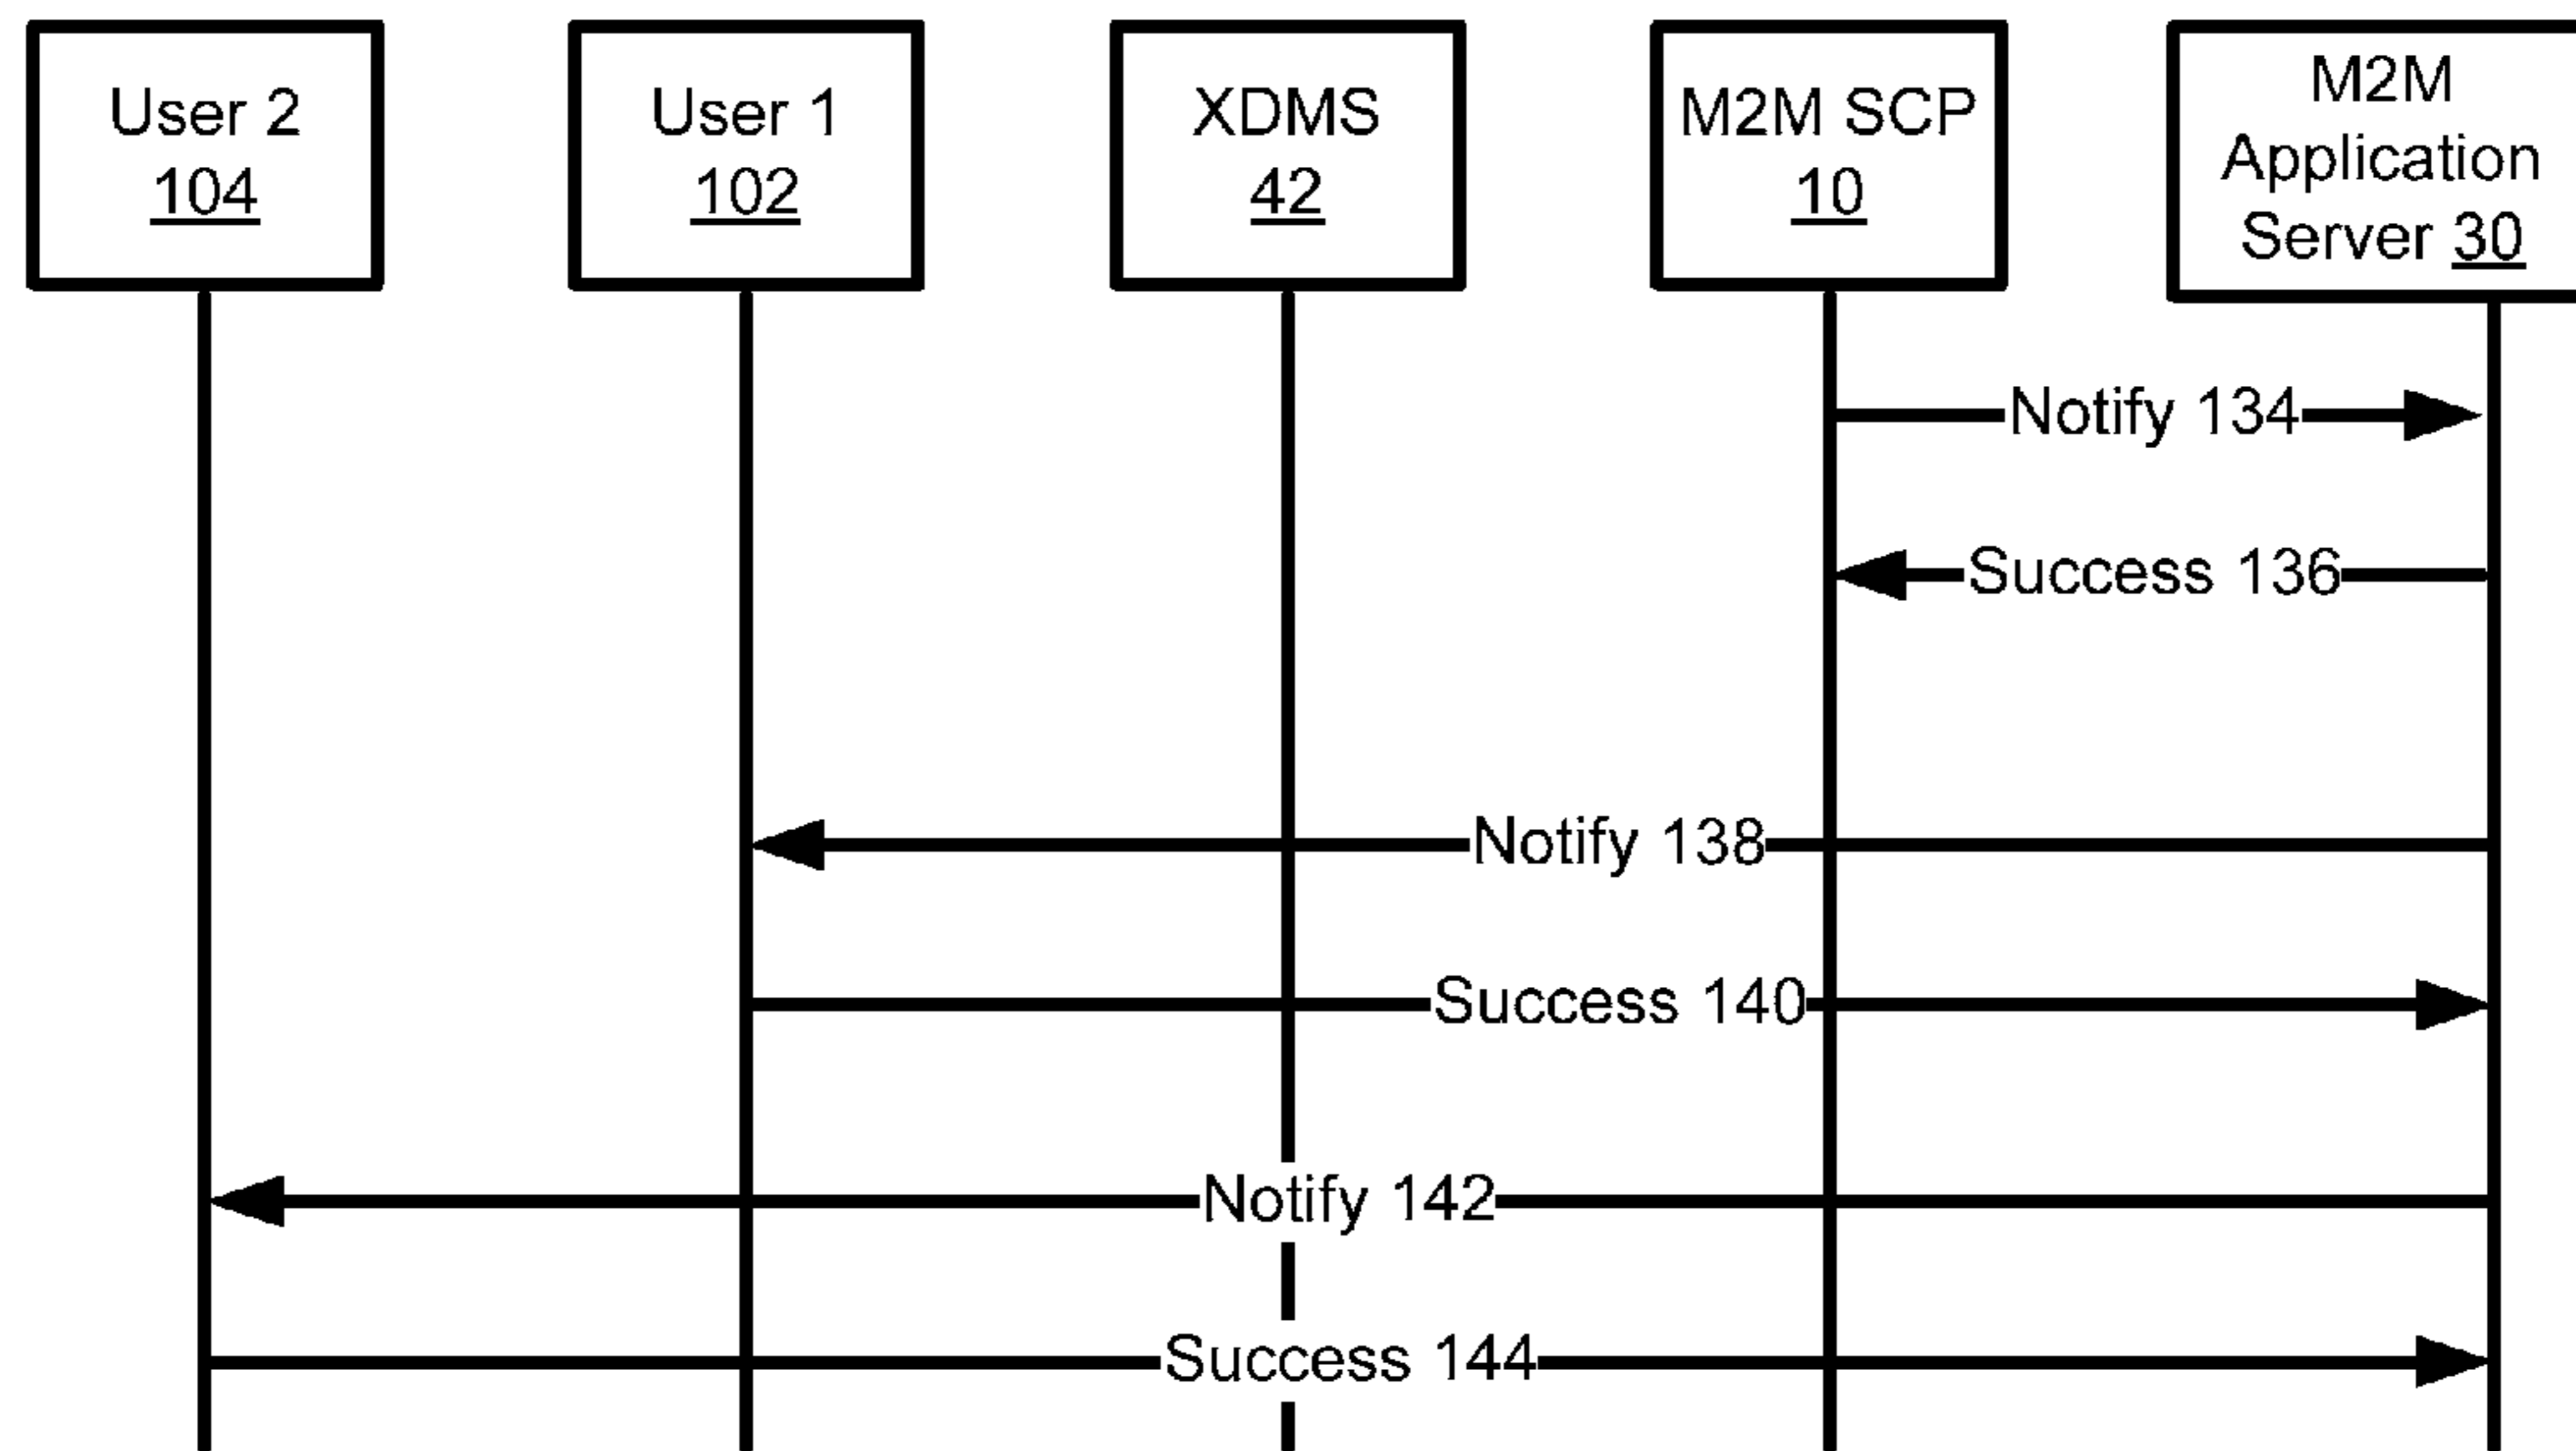 User 2
104
User 1
102
XDMS
42
M2M SCP
10
M2M
Application
Server 30
Notify 134
Success 136
Notify 138
Success 140
Notify 142
Success 144